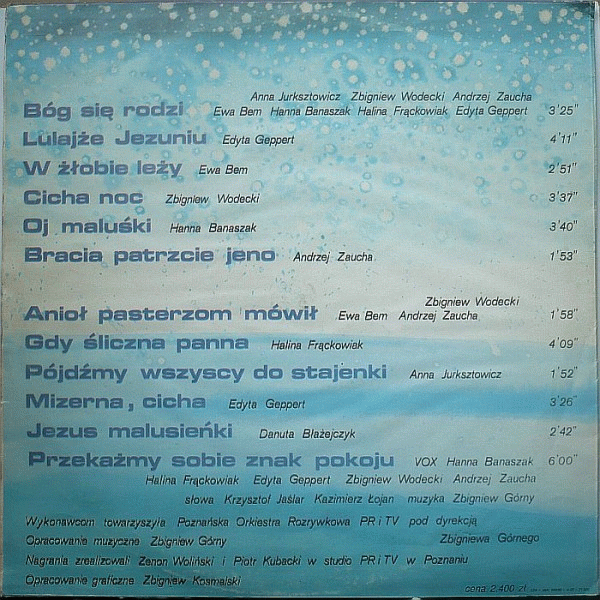 Anna Jurksztowicz Zbigniew Wodecki Andrzej Zaucha
Bóg się rodzi Ewa Bem Hanna Banaszak Halina Frąckowiak Edyta Geppert 3'25"
Lulajże Jezuniu Edyta Geppert 4'11"
W żłobie leży Ewa Bem 2'51"
Cicha noc Zbigniew Wodecki 3'37"
Oj maluśki Hanna Banaszak 3'40"
Bracia patrzcie jeno Andrzej Zaucha 1'53"
Zbigniew Wodecki
Anioł pasterzom mówił Ewa Bem Andrzej Zaucha 1'58"
Gdy śliczna panna Halina Frąckowiak 4'09"
Pójdźmy wszyscy do stajenki Anna Jurksztowicz 1'52"
Mizerna, cicha Edyta Geppert 3'26"
Jezus malusieńki Danuta Błażejczyk 2'42"
Przekażmy sobie znak pokoju VOX Hanna Banaszak 6'00"
Halina Frąckowiak Edyta Geppert Zbigniew Wodecki Andrzej Zaucha
słowa Krzysztof Jaślar Kazimierz Łojan muzyka Zbigniew Górny
Wykonawcom towarzyszyła Poznańska Orkiestra Rozrywkowa PR i TV pod dyrekcją
Opracowanie muzyczne Zbigniew Górny Zbigniewa Górnego
Nagrania zrealizowali Zenon Woliński i Piotr Kubacki w studio PR i TV w Poznaniu
Opracowanie graficzne Zbigniew Kosmalski
cena 2.400 zł